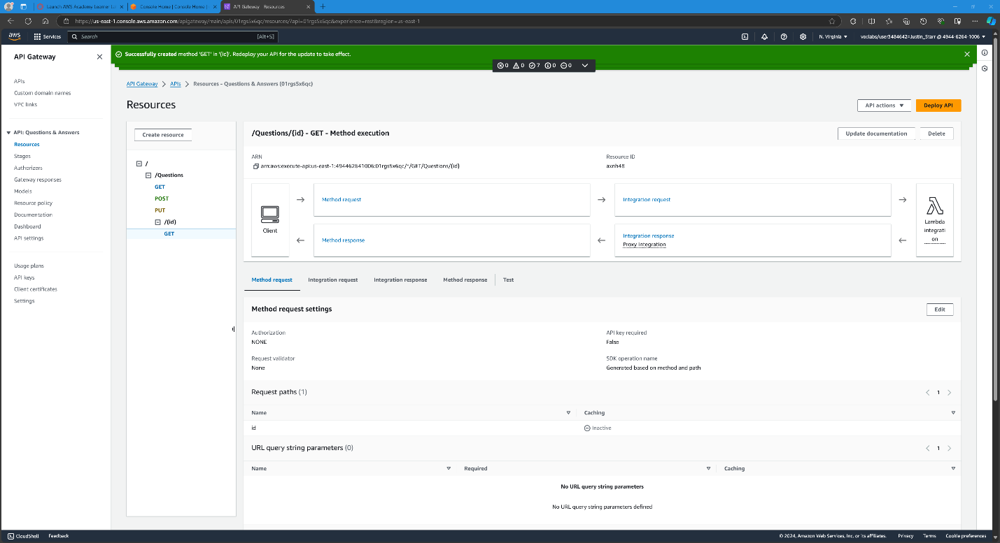 Launch AWS Academy Learner La
Console Home | Console Home |
API Gateway - Resources
https://us-east-1.console.aws.amazon.com/apigateway/main/apis/01rgs5x6qc/resources/?api=01rgs5x6qc&experience=rest&region=us-east-1
aws
Services
Search
[Alt+S]
N. Virginia
voclabs/user3484642=Justin_Starr @ 4944-6264-1006
API Gateway
Successfully created method 'GET' in '{id}'. Redeploy your API for the update to take effect.
0 0 7 0 0
APIs
Custom domain names
VPC links
API: Questions & Answers
Resources
Stages
Authorizers
Gateway responses
Models
Resource policy
Documentation
Dashboard
API settings
Usage plans
API keys
Client certificates
Settings
API Gateway > APIs > Resources - Questions & Answers (01rgs5x6qc)
Resources
API actions
Deploy API
Create resource
/
/Questions
GET
POST
PUT
/{id}
GET
/Questions/{id} - GET - Method execution
Update documentation
Delete
ARN
arn:aws:execute-api:us-east-1:494462641006:01rgs5x6qc/*/GET/Questions/{id}
Resource ID
axnh48
Client
Method request
Integration request
Method response
Integration response
Proxy integration
Lambda
integrati
on
Method request
Integration request
Integration response
Method response
Test
Method request settings
Edit
Authorization
NONE
API key required
False
Request validator
None
SDK operation name
Generated based on method and path
Request paths (1)
1
Name
Caching
id
Inactive
URL query string parameters (0)
1
Name
Required
Caching
No URL query string parameters
No URL query string parameters defined
CloudShell
Feedback
© 2024, Amazon Web Services, Inc. or its affiliates.
Privacy
Terms
Cookie preferences